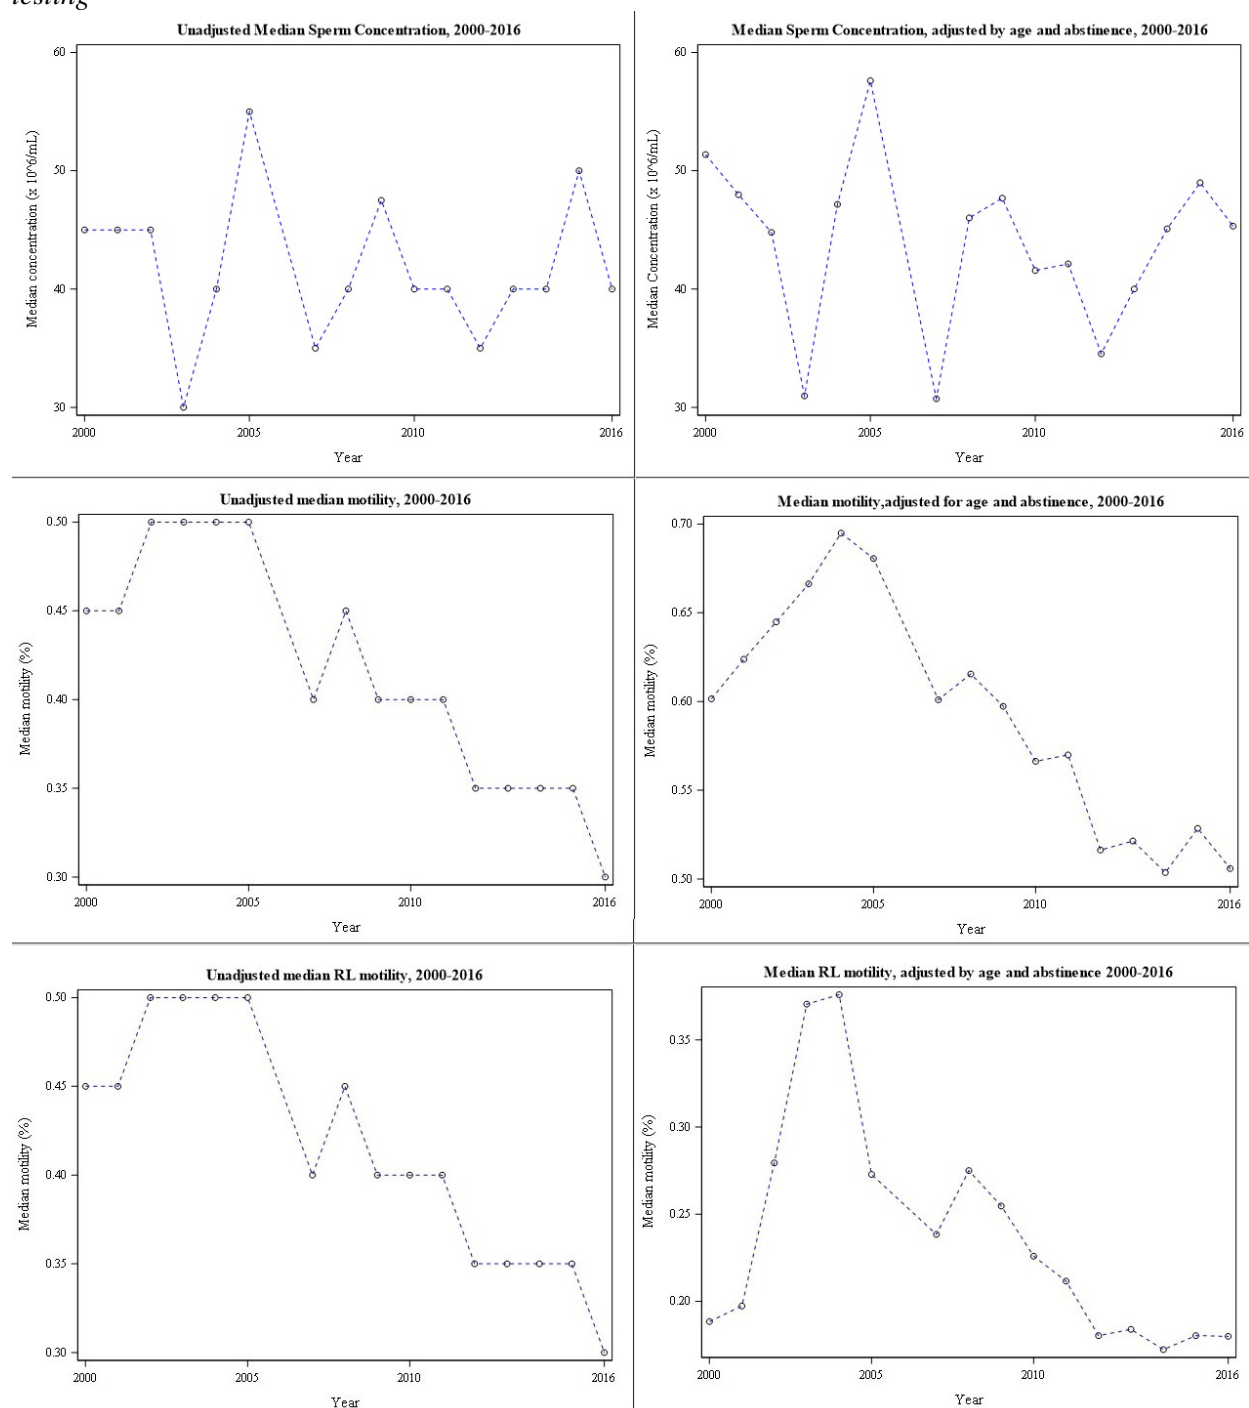 testing
Unadjusted Median Sperm Concentration, 2000-2016
60
50
40
30
Median concentration (x 10^6/mL)
2000
2005
2010
2016
Year
Median Sperm Concentration, adjusted by age and abstinence, 2000-2016
60
50
40
30
Median Concentration (x 10^6/mL)
2000
2005
2010
2016
Year
Unadjusted median motility, 2000-2016
0.50
0.45
0.40
0.35
0.30
Median motility (%)
2000
2005
2010
2016
Year
Median motility,adjusted for age and abstinence, 2000-2016
0.70
0.65
0.60
0.55
0.50
Median motility (%)
2000
2005
2010
2016
Year
Unadjusted median RL motility, 2000-2016
0.50
0.45
0.40
0.35
0.30
Median motility (%)
2000
2005
2010
2016
Year
Median RL motility, adjusted by age and abstinence 2000-2016
0.35
0.30
0.25
0.20
Median motility (%)
2000
2005
2010
2016
Year